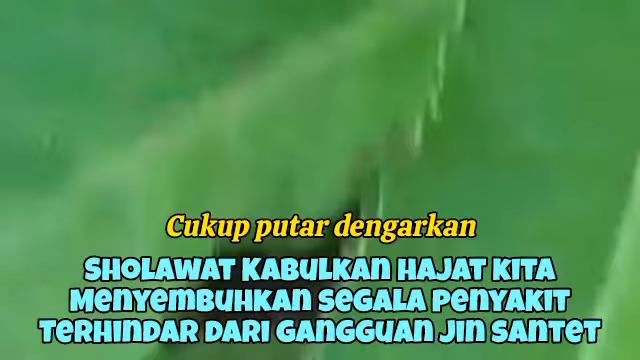 Cukup putar dengarkan
SHOLAWAT KABULKAN HAJAT KITA
MENYEMBUHKAN SEGALA PENYAKIT
TERHINDAR DARI GANGGUAN JIN SANTET